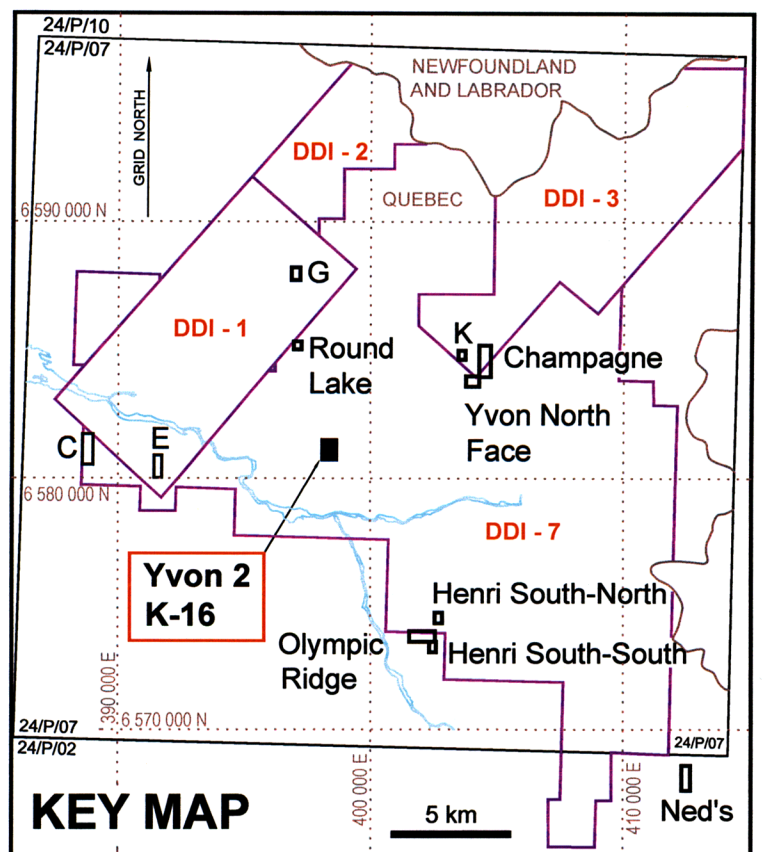 24/P/10
24/P/07
NEWFOUNDLAND
AND LABRADOR
GRID NORTH
DDI - 2
QUEBEC
DDI - 3
6 590 000 N
G
DDI - 1
K
Round
Lake
Champagne
Yvon North
Face
C
E
6 580 000 N
DDI - 7
Yvon 2
K-16
Henri South-North
Olympic
Ridge
Henri South-South
390 000 E
6 570 000 N
24/P/07
24/P/02
24/P/07
400 000 E
410 000 E
KEY MAP
5 km
Ned's